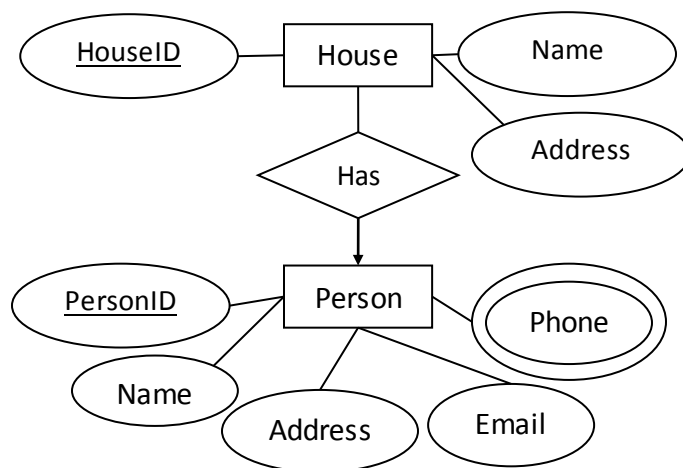 HouseID
House
Name
Address
Has
PersonID
Person
Phone
Name
Address
Email